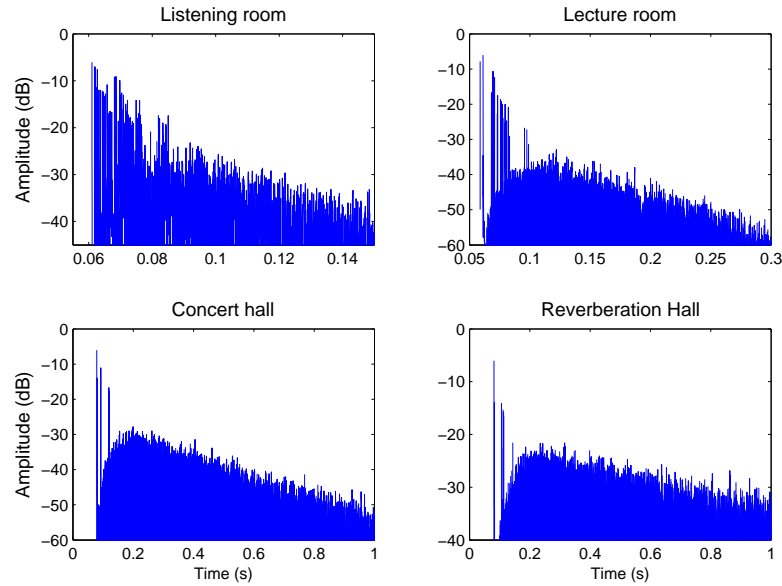 Listening room
0
−10
−20
−30
−40
0.06 0.08 0.1 0.12 0.14
Amplitude (dB)
Lecture room
0
−10
−20
−30
−40
−50
−60
0.05 0.1 0.15 0.2 0.25 0.3
Concert hall
0
−10
−20
−30
−40
−50
−60
0 0.2 0.4 0.6 0.8 1
Amplitude (dB)
Time (s)
Reverberation Hall
0
−10
−20
−30
−40
0 0.2 0.4 0.6 0.8 1
Time (s)